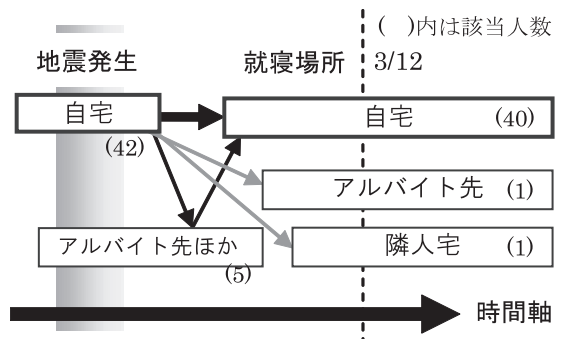 ( )内は該当人数
地震発生
就寝場所
3/12
自宅
(42)
自宅 (40)
アルバイト先 (1)
アルバイト先ほか
(5)
隣人宅 (1)
時間軸